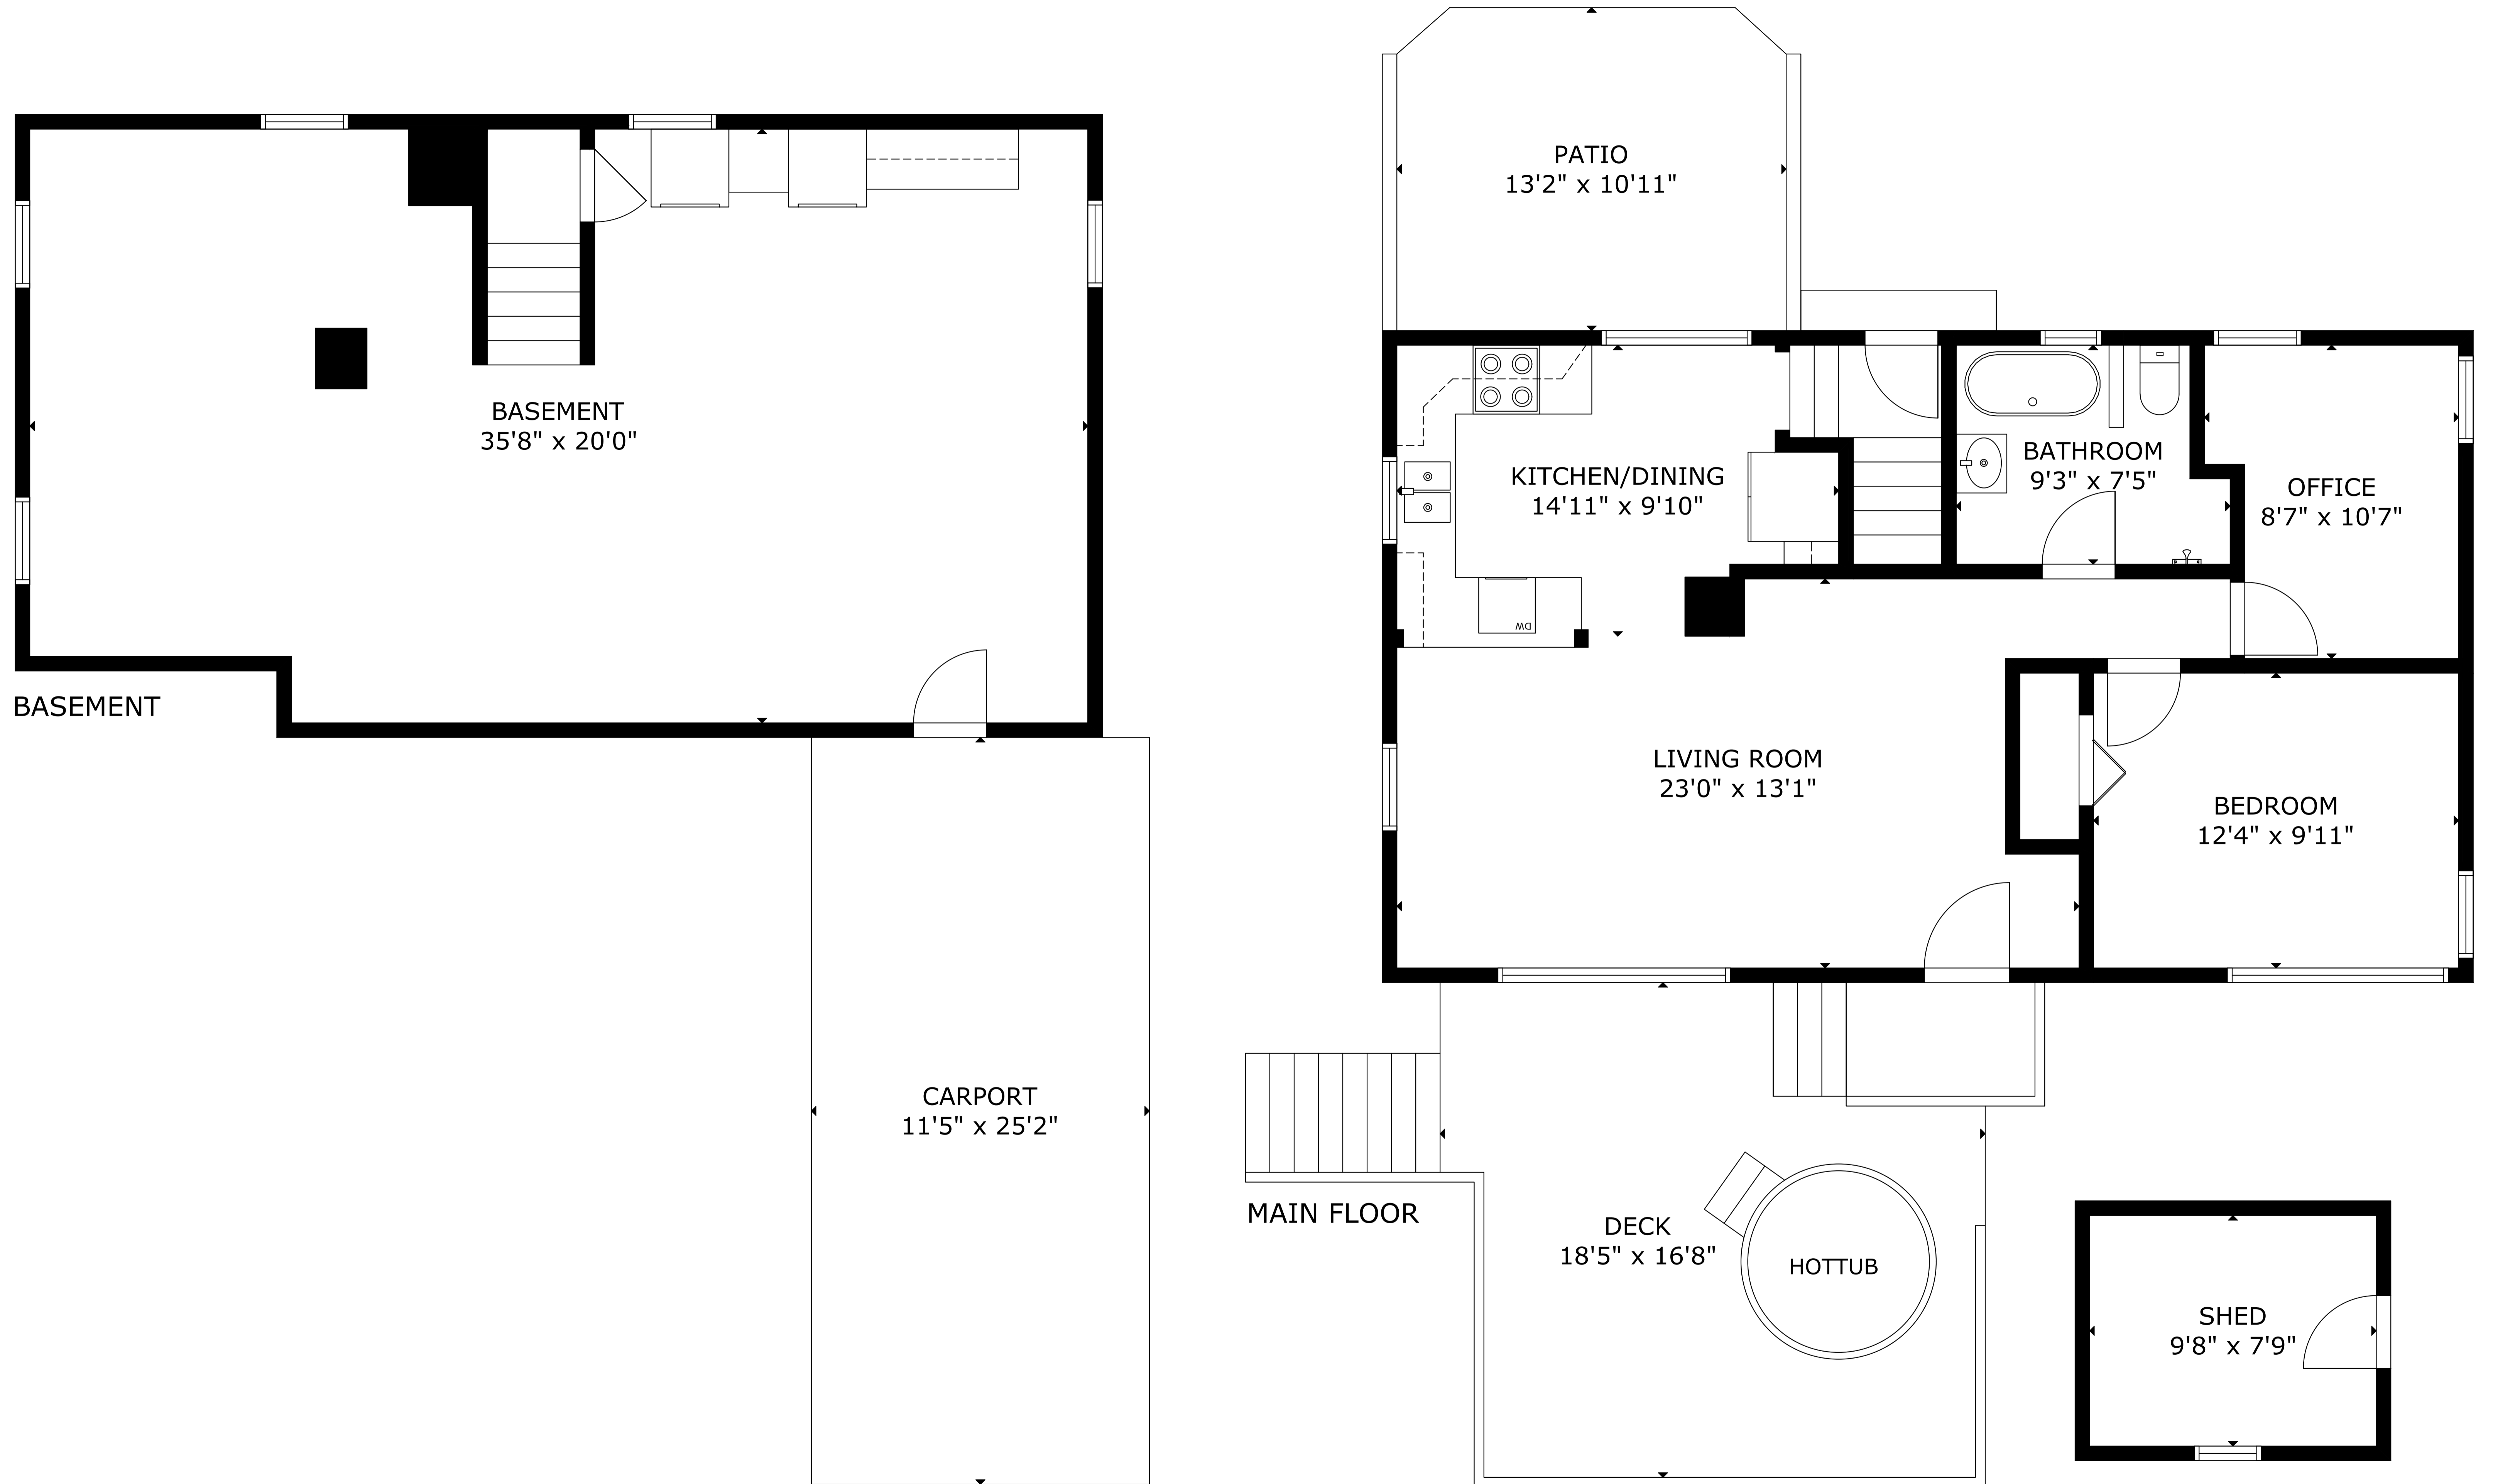 BASEMENT
35'8" x 20'0"
BASEMENT
CARPORT
11'5" x 25'2"
PATIO
13'2" x 10'11"
KITCHEN/DINING
14'11" x 9'10"
DW
BATHROOM
9'3" x 7'5"
OFFICE
8'7" x 10'7"
LIVING ROOM
23'0" x 13'1"
BEDROOM
12'4" x 9'11"
MAIN FLOOR
DECK
18'5" x 16'8"
HOTTUB
SHED
9'8" x 7'9"